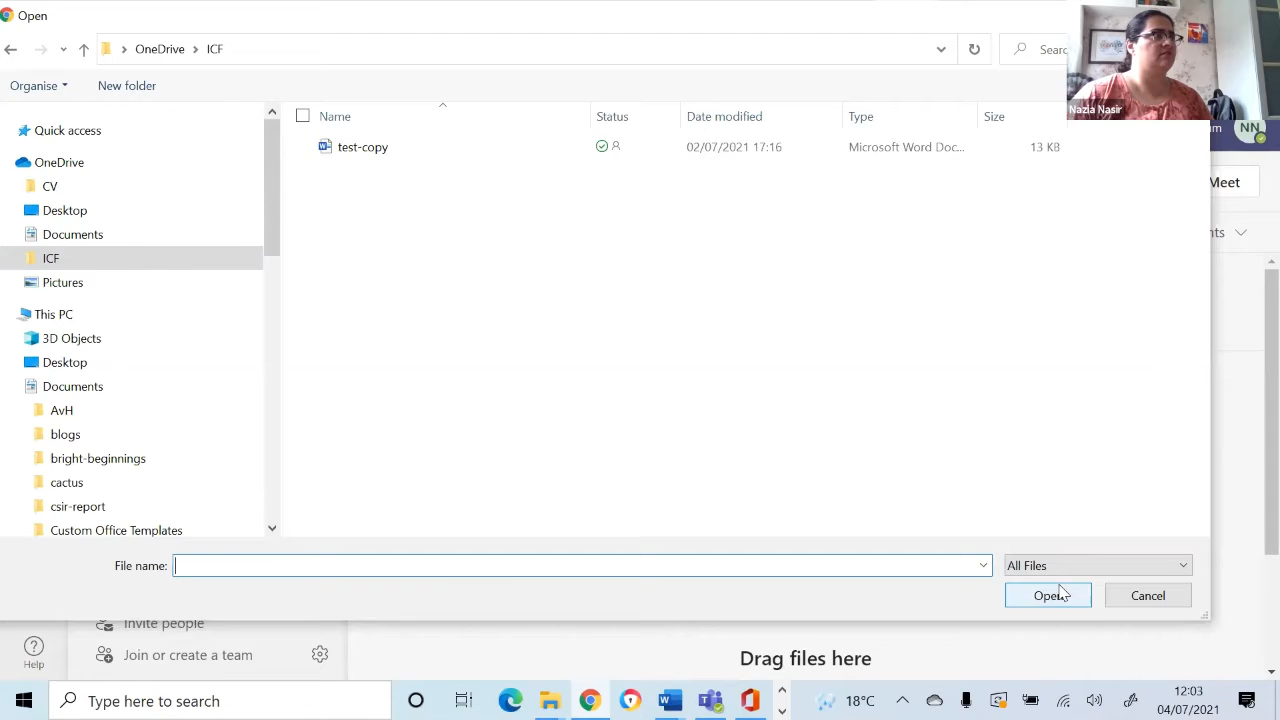 Open
OneDrive
ICF
Sear
Organise
New folder
Nazia Nasir
Name
Status
Date modified
Type
Size
Quick access
NN
test-copy
02/07/2021 17:16
Microsoft Word Doc...
13 KB
OneDrive
CV
Meet
Desktop
Documents
ICF
Pictures
This PC
3D Objects
Desktop
Documents
AvH
blogs
bright-beginnings
cactus
csir-report
Custom Office Templates
File name:
All Files
Open
Cancel
Invite people
Help
Join or create a team
Drag files here
Type here to search
18°C
12:03
04/07/2021